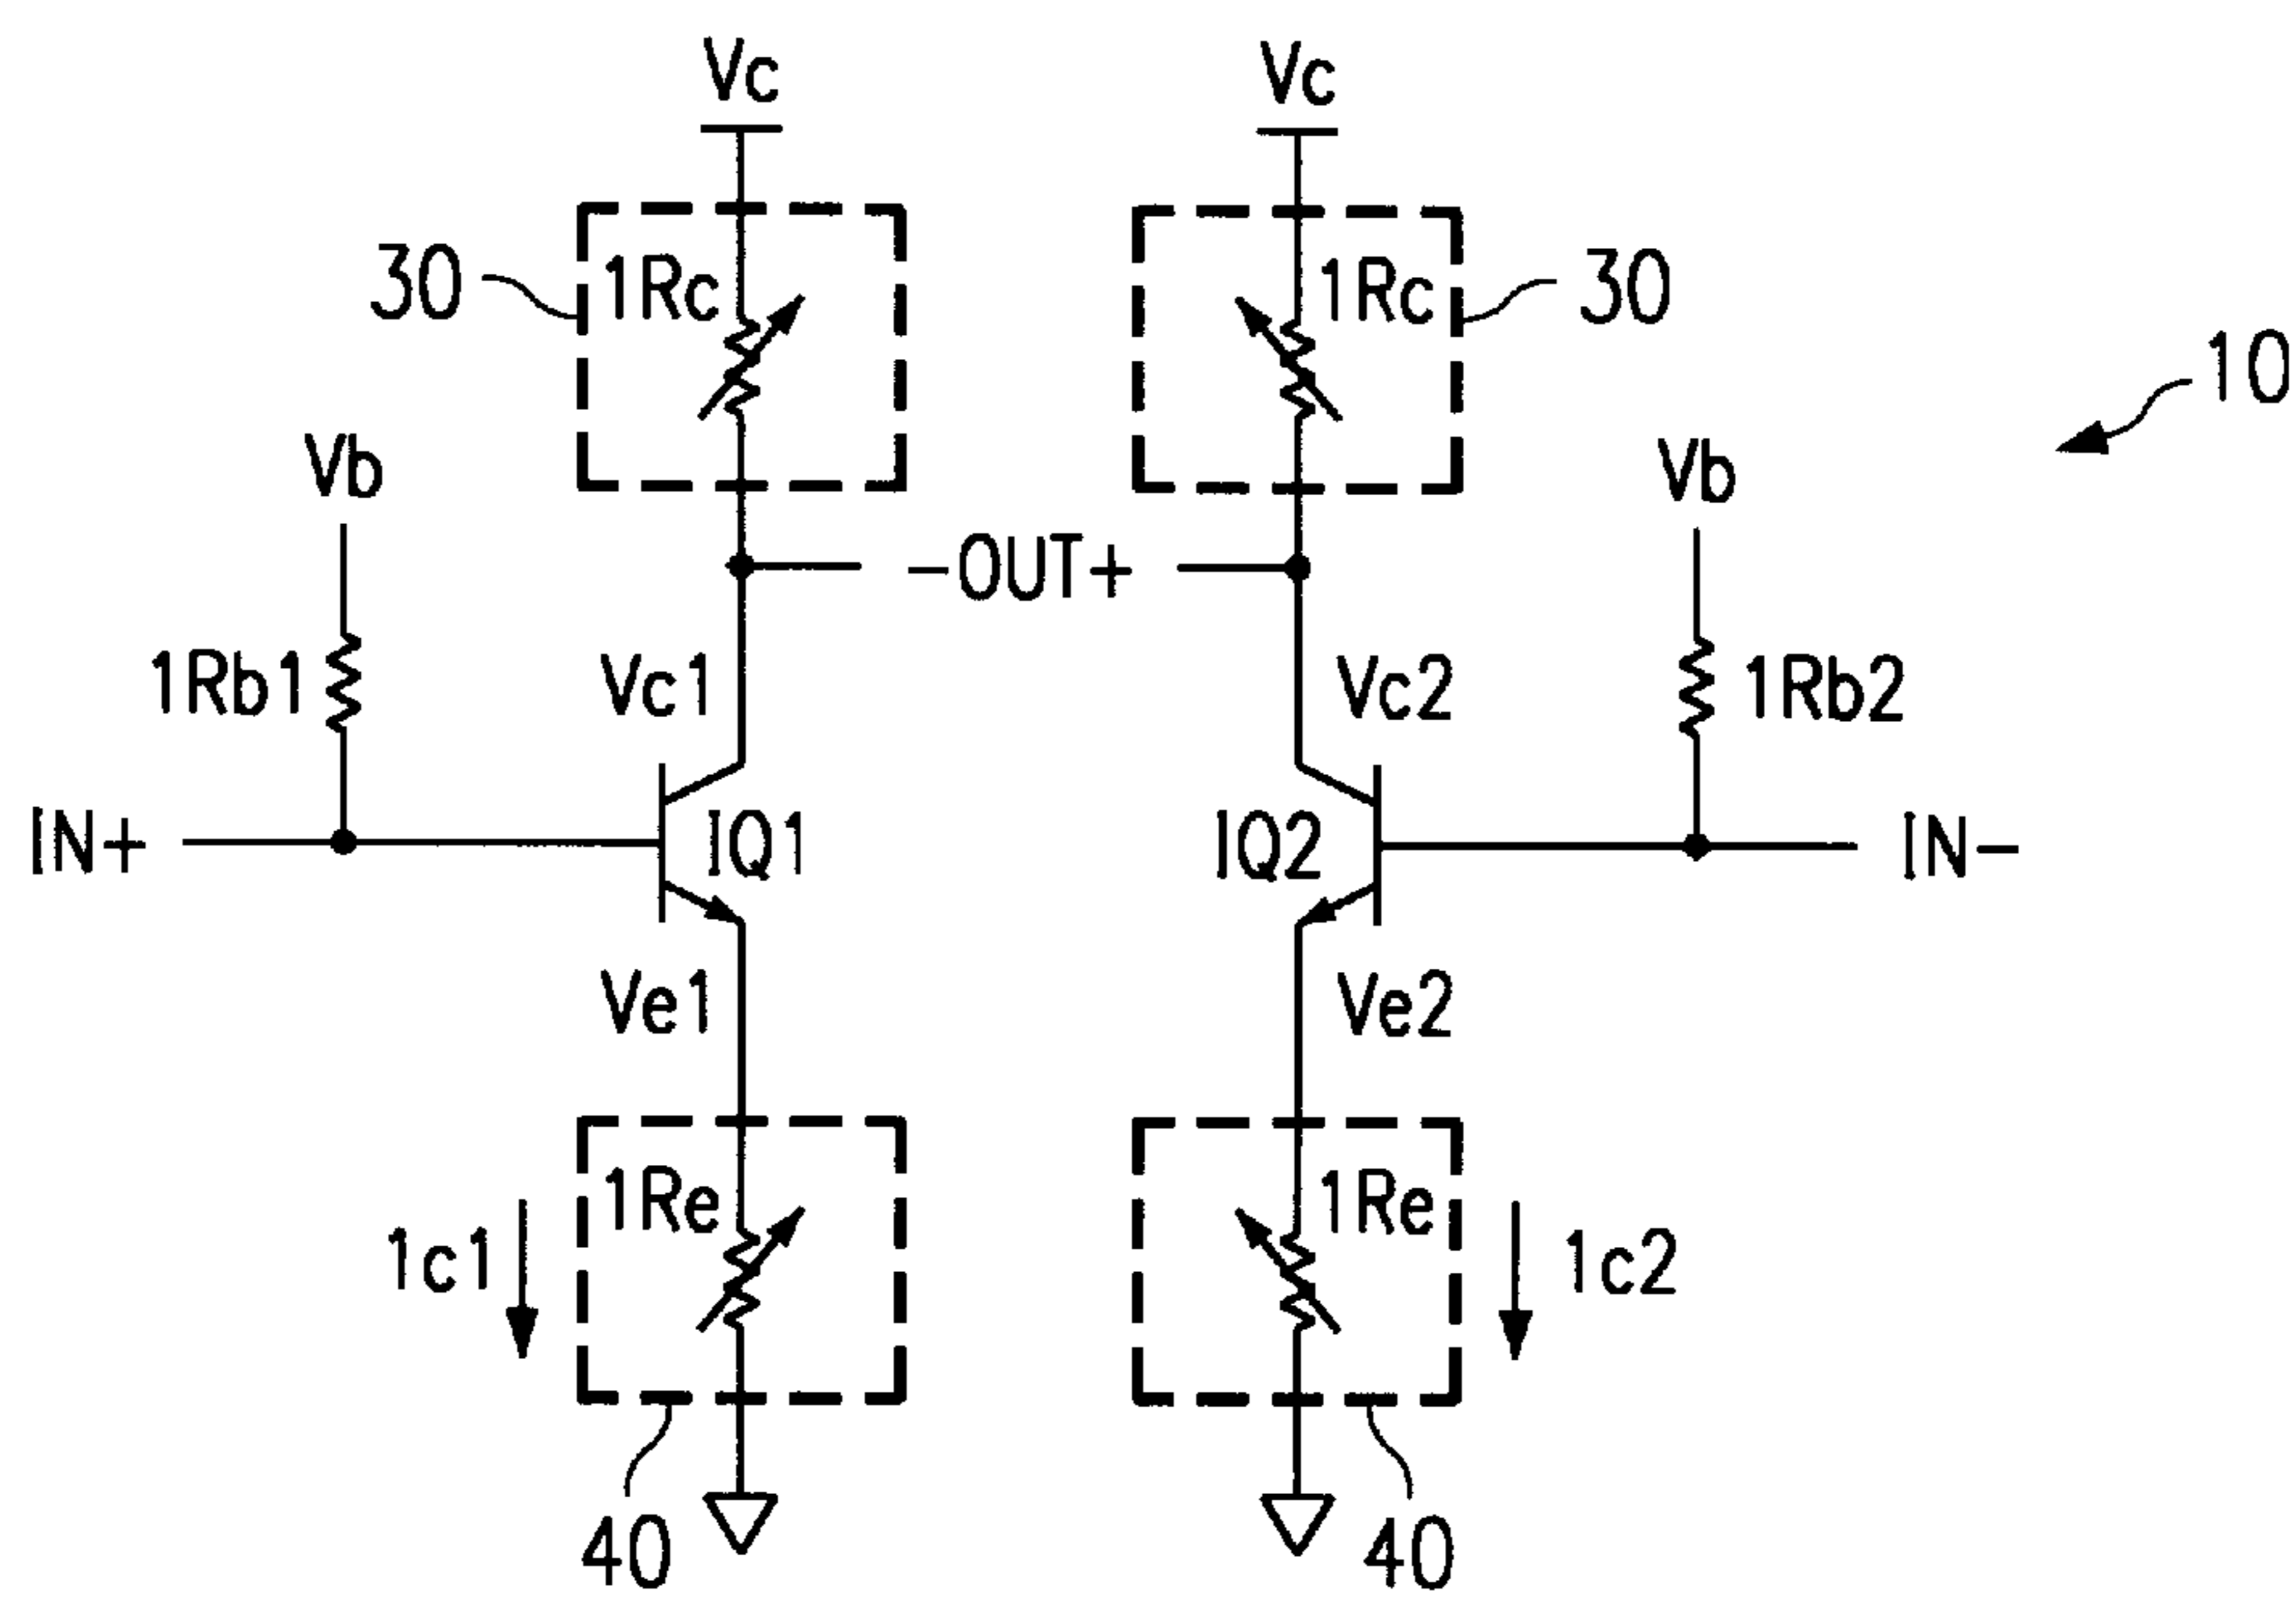 Vc
Vc
30
1Rc
1Rc
30
10
Vb
Vb
-OUT+
1Rb1
Vc1
Vc2
1Rb2
IN+
IQ1
IQ2
IN-
Ve1
Ve2
1Re
1Re
1c1
1c2
40
40